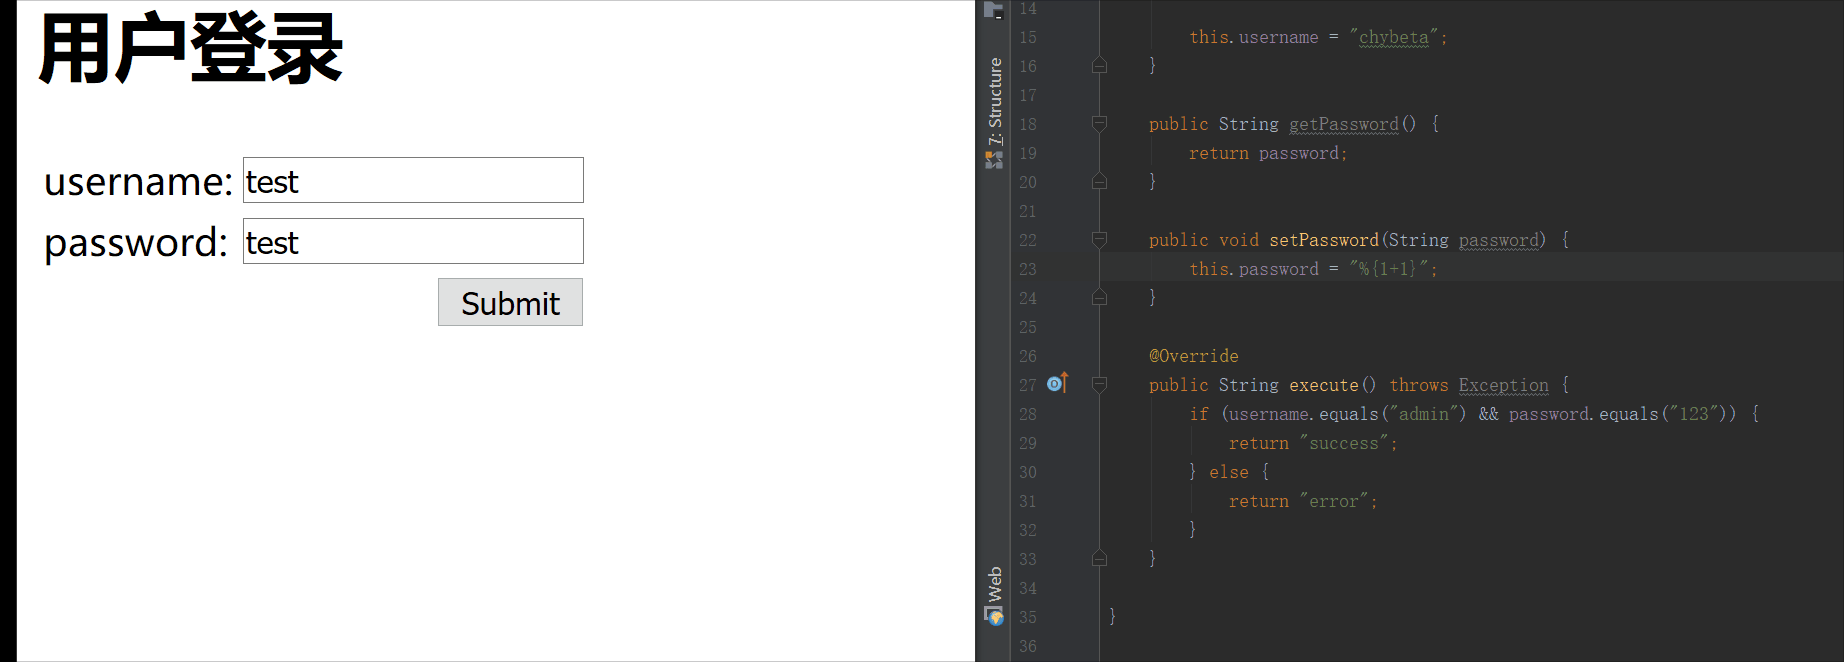 用户登录
username: test
password: test
Submit
7: Structure
Web
14
15 this.username = "chybeta";
16 }
17
18 public String getPassword() {
19 return password;
20 }
21
22 public void setPassword(String password) {
23 this.password = "%{1+1}";
24 }
25
26 @Override
27 public String execute() throws Exception {
28 if (username.equals("admin") && password.equals("123")) {
29 return "success";
30 } else {
31 return "error";
32 }
33 }
34
35 }
36